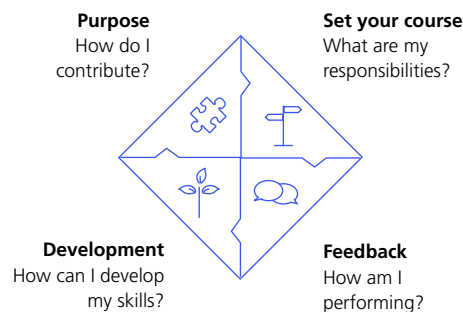 Purpose
How do I
contribute?
Set your course
What are my
responsibilities?
Development
How can I develop
my skills?
Feedback
How am I
performing?